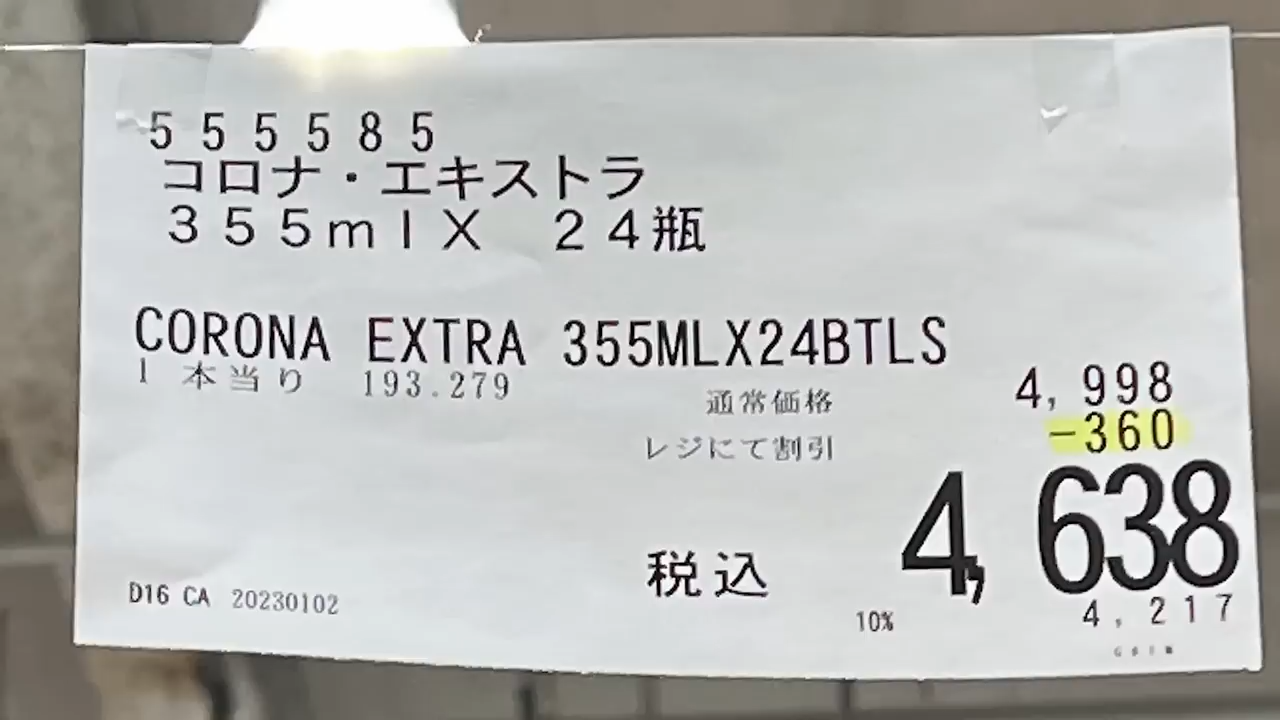 ５５５５８５
コロナ・エキストラ
３５５ｍｌＸ　２４瓶
CORONA EXTRA 355MLX24BTLS
1 本当り 193.279
通常価格 4,998
レジにて割引 -360
税込 4,638
10% 4,217
D16 CA 20230102